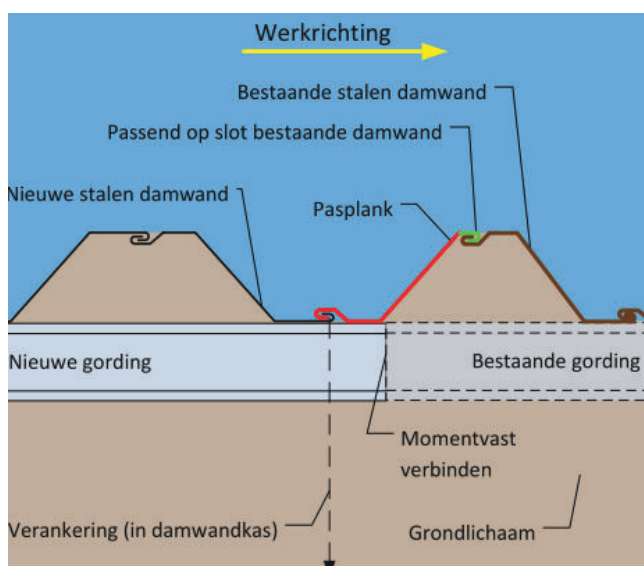 Werkrichting
Bestaande stalen damwand
Passend op slot bestaande damwand
Nieuwe stalen damwand
Pasplank
Nieuwe gording
Bestaande gording
Momentvast
verbinden
Verankering (in damwandkas)
Grondlichaam